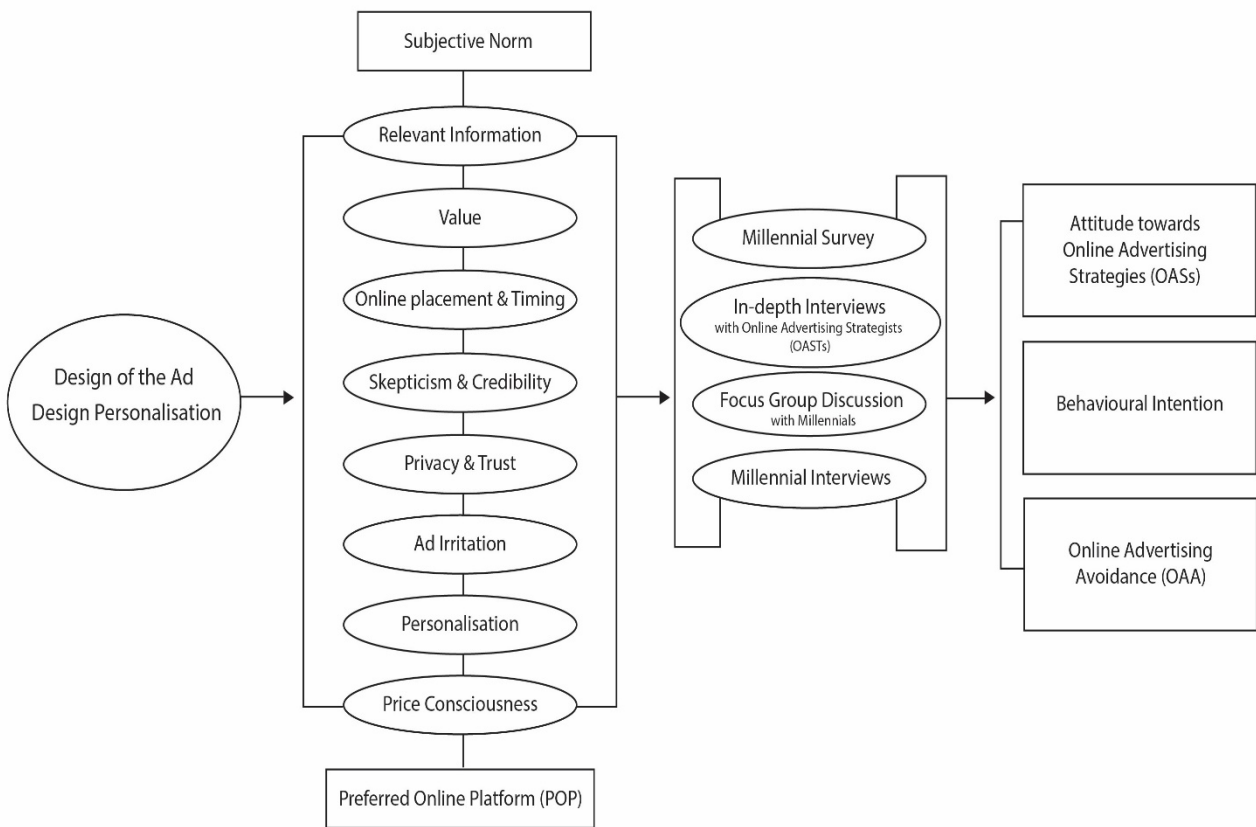 Subjective Norm
Relevant Information
Value
Online placement & Timing
Skepticism & Credibility
Privacy & Trust
Ad Irritation
Personalisation
Price Consciousness
Preferred Online Platform (POP)
Design of the Ad
Design Personalisation
Millennial Survey
In-depth Interviews
with Online Advertising Strategists
(OASTs)
Focus Group Discussion
with Millennials
Millennial Interviews
Attitude towards
Online Advertising
Strategies (OASs)
Behavioural Intention
Online Advertising
Avoidance (OAA)